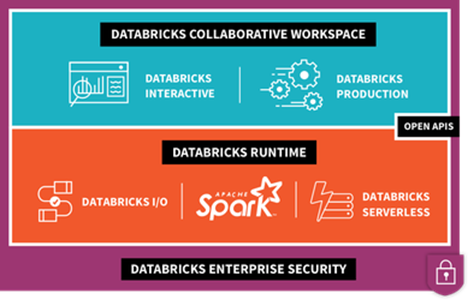 DATABRICKS COLLABORATIVE WORKSPACE
DATABRICKS
INTERACTIVE
DATABRICKS
PRODUCTION
OPEN APIS
DATABRICKS RUNTIME
DATABRICKS I/O
APACHE
Spark
DATABRICKS
SERVERLESS
DATABRICKS ENTERPRISE SECURITY